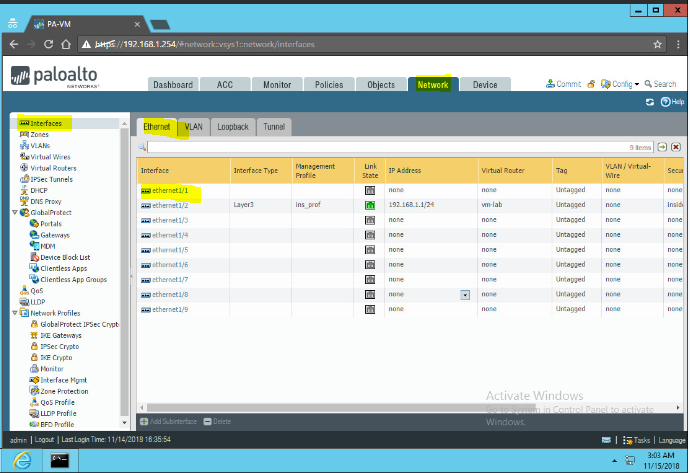 PA-VM
https://192.168.1.254/#network::vsys1::network/interfaces
paloalto
NETWORKS
Dashboard ACC Monitor Policies Objects Network Device
Commit Config Search
Help
Interfaces
Zones
VLANs
Virtual Wires
Virtual Routers
IPSec Tunnels
DHCP
DNS Proxy
GlobalProtect
Portals
Gateways
MDM
Device Block List
Clientless Apps
Clientless App Groups
QoS
LLDP
Network Profiles
GlobalProtect IPSec Crypto
IKE Gateways
IPSec Crypto
IKE Crypto
Monitor
Interface Mgmt
Zone Protection
QoS Profile
LLDP Profile
BFD Profile
Ethernet VLAN Loopback Tunnel
9 items
Interface Interface Type Management Profile Link State IP Address Virtual Router Tag VLAN / Virtual-Wire Secur
ethernet1/1 none none Untagged none none
ethernet1/2 Layer3 ins_prof 192.168.1.1/24 vm-lab Untagged none inside
ethernet1/3 none none Untagged none none
ethernet1/4 none none Untagged none none
ethernet1/5 none none Untagged none none
ethernet1/6 none none Untagged none none
ethernet1/7 none none Untagged none none
ethernet1/8 none none Untagged none none
ethernet1/9 none none Untagged none none
Add Subinterface Delete
Activate Windows
Go to System in Control Panel to activate
Windows.
admin | Logout | Last Login Time: 11/14/2018 16:35:54
Tasks | Language
3:03 AM
11/15/2018